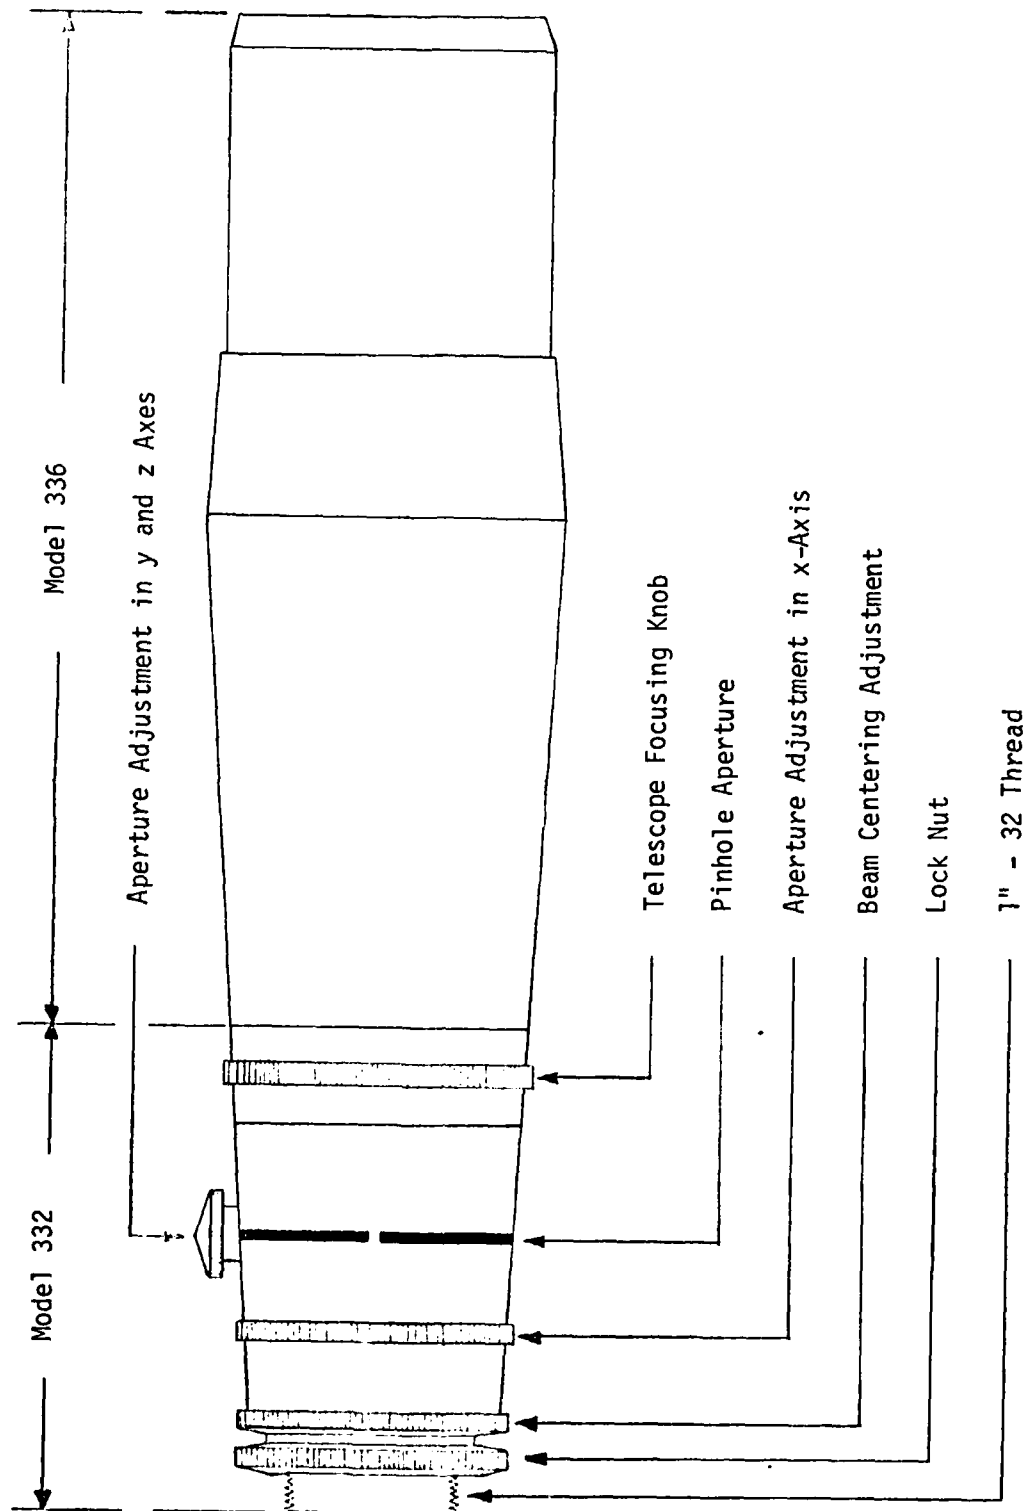 Model 332
Model 336
Aperture Adjustment in y and z Axes
Telescope Focusing Knob
Pinhole Aperture
Aperture Adjustment in x-Axis
Beam Centering Adjustment
Lock Nut
1" - 32 Thread